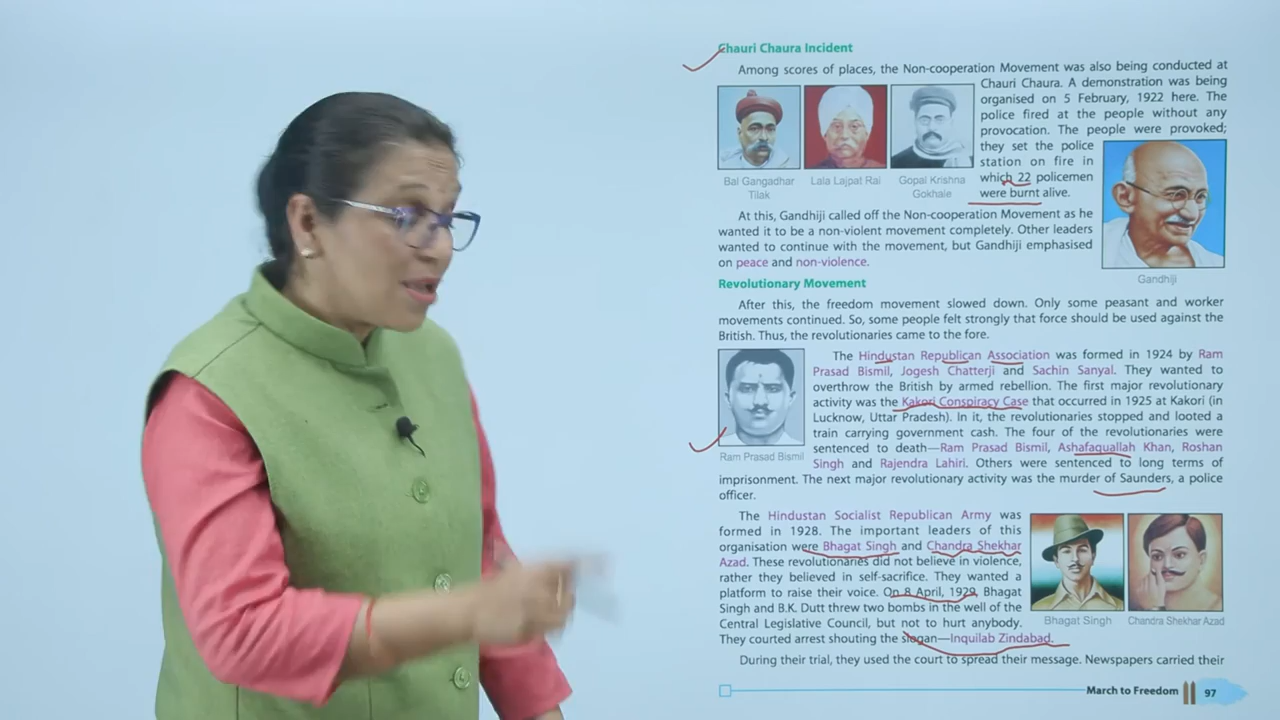 Chauri Chaura Incident
Among scores of places, the Non-cooperation Movement was also being conducted at
Chauri Chaura. A demonstration was being
organised on 5 February, 1922 here. The
police fired at the people without any
provocation. The people were provoked;
they set the police
station on fire in
which 22 policemen
were burnt alive.
Bal Gangadhar
Tilak
Lala Lajpat Rai
Gopal Krishna
Gokhale
At this, Gandhiji called off the Non-cooperation Movement as he
wanted it to be a non-violent movement completely. Other leaders
wanted to continue with the movement, but Gandhiji emphasised
on peace and non-violence.
Gandhiji
Revolutionary Movement
After this, the freedom movement slowed down. Only some peasant and worker
movements continued. So, some people felt strongly that force should be used against the
British. Thus, the revolutionaries came to the fore.
The Hindustan Republican Association was formed in 1924 by Ram
Prasad Bismil, Jogesh Chatterji and Sachin Sanyal. They wanted to
overthrow the British by armed rebellion. The first major revolutionary
activity was the Kakori Conspiracy Case that occurred in 1925 at Kakori (in
Lucknow, Uttar Pradesh). In it, the revolutionaries stopped and looted a
train carrying government cash. The four of the revolutionaries were
sentenced to death—Ram Prasad Bismil, Ashafaquallah Khan, Roshan
Singh and Rajendra Lahiri. Others were sentenced to long terms of
imprisonment. The next major revolutionary activity was the murder of Saunders, a police
officer.
Ram Prasad Bismil
The Hindustan Socialist Republican Army was
formed in 1928. The important leaders of this
organisation were Bhagat Singh and Chandra Shekhar
Azad. These revolutionaries did not believe in violence,
rather they believed in self-sacrifice. They wanted a
platform to raise their voice. On 8 April, 1929, Bhagat
Singh and B.K. Dutt threw two bombs in the well of the
Central Legislative Council, but not to hurt anybody.
They courted arrest shouting the slogan—Inquilab Zindabad.
Bhagat Singh
Chandra Shekhar Azad
During their trial, they used the court to spread their message. Newspapers carried their
March to Freedom
97